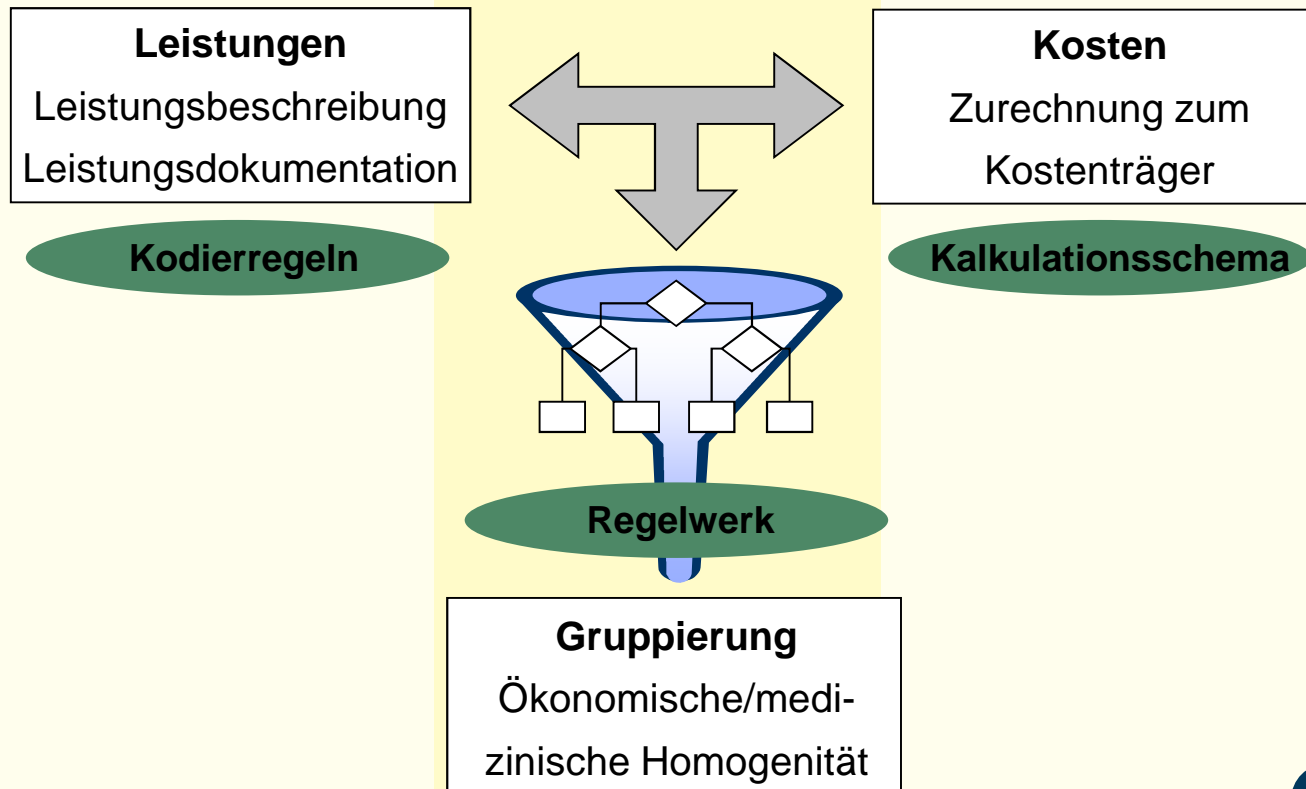 Leistungen
Leistungsbeschreibung
Leistungsdokumentation
Kodierregeln
Kosten
Zurechnung zum
Kostenträger
Kalkulationsschema
Regelwerk
Gruppierung
Ökonomische/medi-
zinische Homogenität